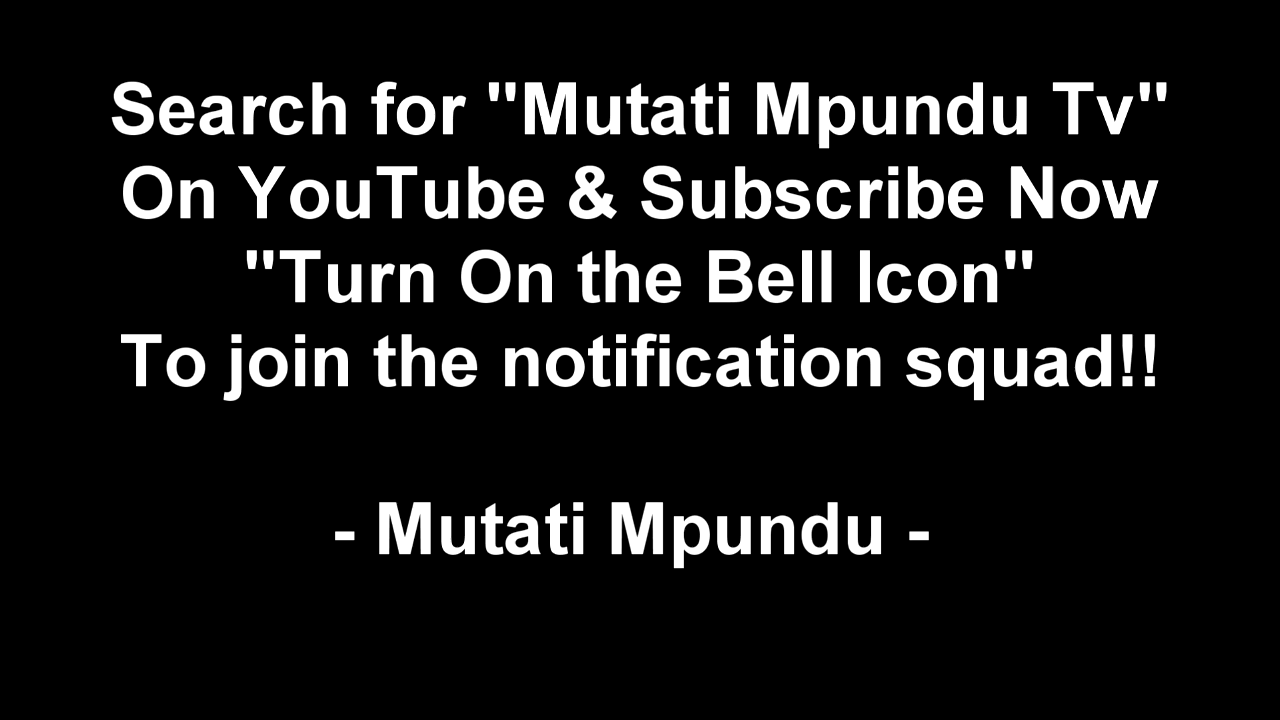 Search for "Mutati Mpundu Tv"
On YouTube & Subscribe Now
"Turn On the Bell Icon"
To join the notification squad!!
- Mutati Mpundu -